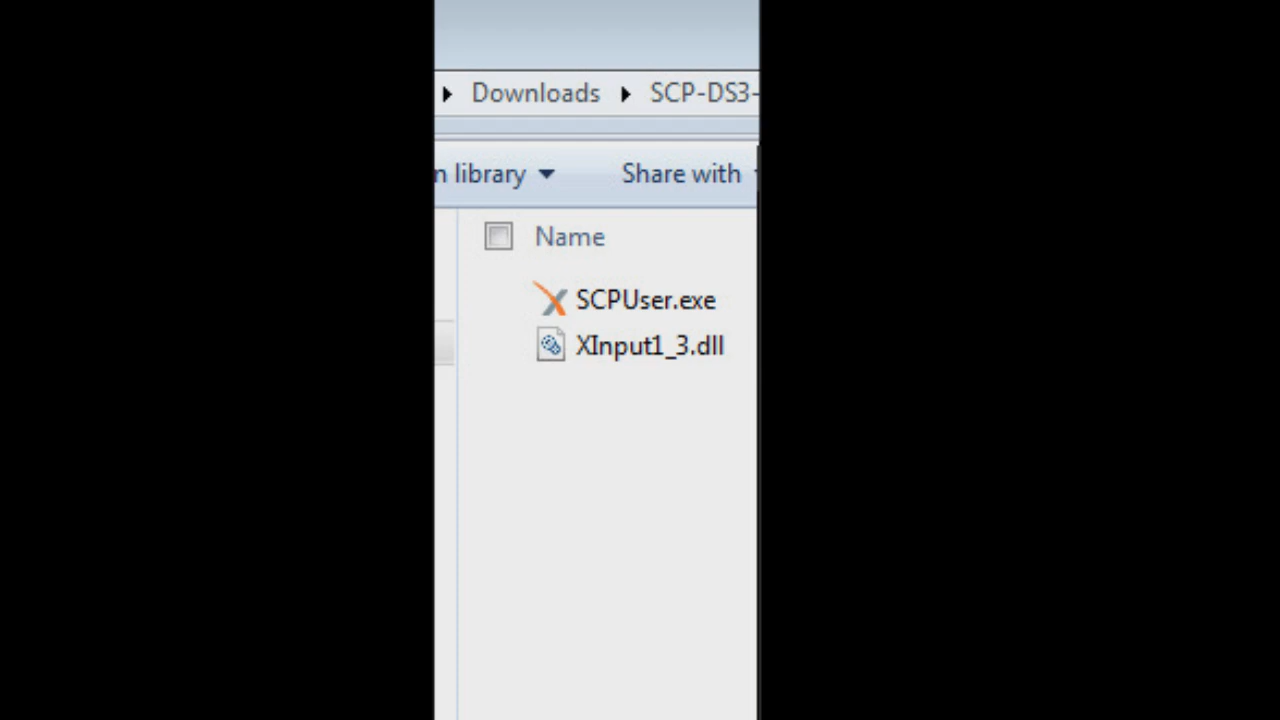 Downloads SCP-DS3-
n library Share with
Name
SCPUser.exe
XInput1_3.dll